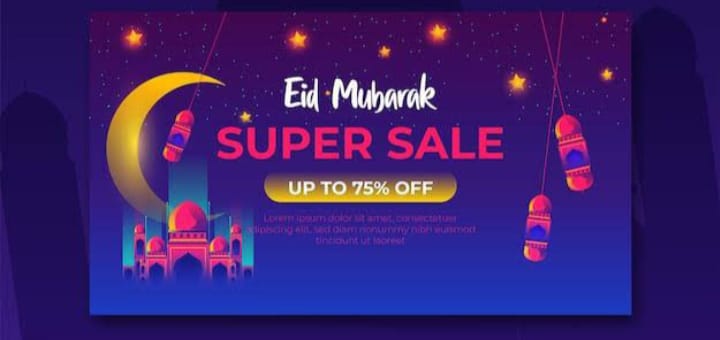 Eid Mubarak
SUPER SALE
UP TO 75% OFF
Lorem ipsum dolor sit amet, consectetuer
adipiscing elit, sed diam nonummy nibh euismod
tincidunt ut laoreet